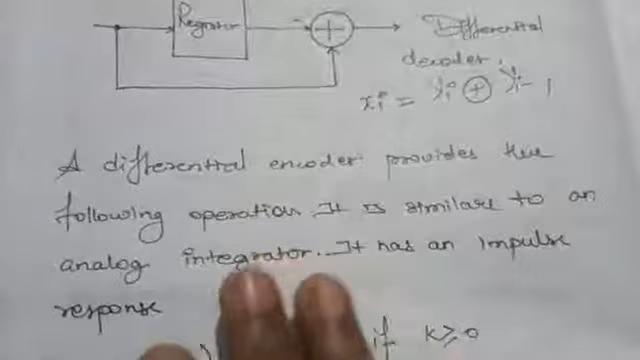 Register
Differential
decoder.
xi = yi ⊕ yi-1
A differential encoder provides the
following operation. It is similar to an
analog integrator. It has an impulse
response
if k≥0